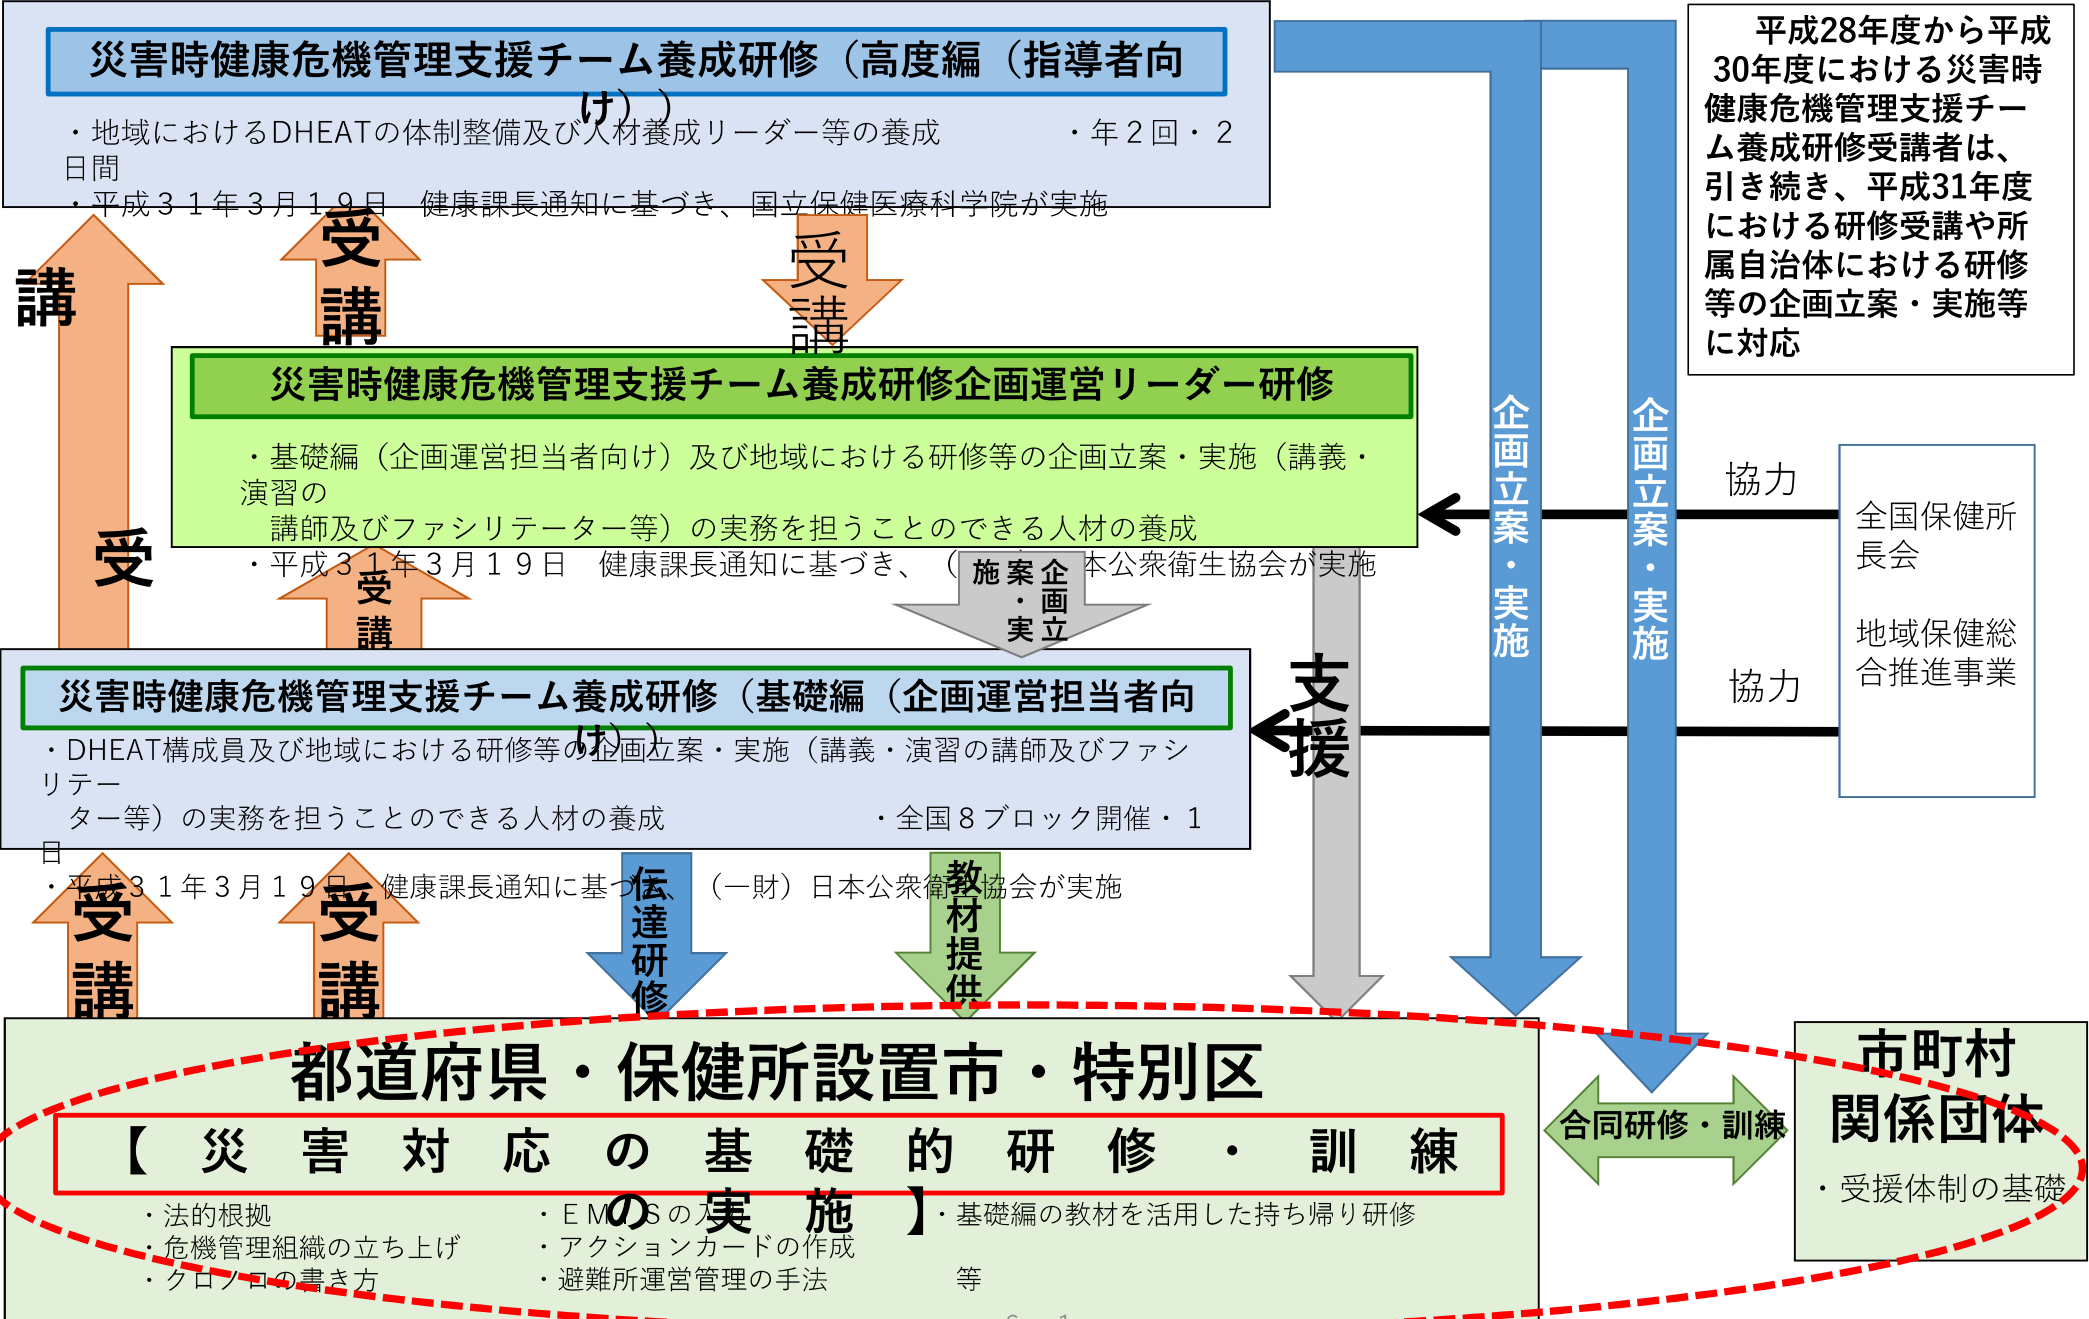 災害時健康危機管理支援チーム養成研修（高度編（指導者向
け））
・地域におけるDHEATの体制整備及び人材養成リーダー等の養成　　　　・年２回・２
日間
・平成３１年３月１９日　健康課長通知に基づき、国立保健医療科学院が実施
平成28年度から平成
30年度における災害時
健康危機管理支援チー
ム養成研修受講者は、
引き続き、平成31年度
における研修受講や所
属自治体における研修
等の企画立案・実施等
に対応
受講
受講
受講
災害時健康危機管理支援チーム養成研修企画運営リーダー研修
・基礎編（企画運営担当者向け）及び地域における研修等の企画立案・実施（講義・
演習の
講師及びファシリテーター等）の実務を担うことのできる人材の養成
・平成３１年３月１９日　健康課長通知に基づき、（　　本公衆衛生協会が実施
企画立案・実施
企画立案・実施
協力
協力
全国保健所
長会
地域保健総
合推進事業
受講
企画立
案・実
施
支援
災害時健康危機管理支援チーム養成研修（基礎編（企画運営担当者向
け））
・DHEAT構成員及び地域における研修等の企画立案・実施（講義・演習の講師及びファシ
リテー
ター等）の実務を担うことのできる人材の養成　　　　　　　・全国８ブロック開催・１
日
・平成３１年３月１９日　健康課長通知に基づき、（一財）日本公衆衛生協会が実施
受講
受講
伝達研修
教材提供
都道府県・保健所設置市・特別区
【災害対応の基礎的研修・訓練
の実施】
・法的根拠
・危機管理組織の立ち上げ
・クロノロの書き方
・ＥＭＩＳの入力
・アクションカードの作成
・避難所運営管理の手法
・基礎編の教材を活用した持ち帰り研修
等
合同研修・訓練
市町村
関係団体
・受援体制の基礎